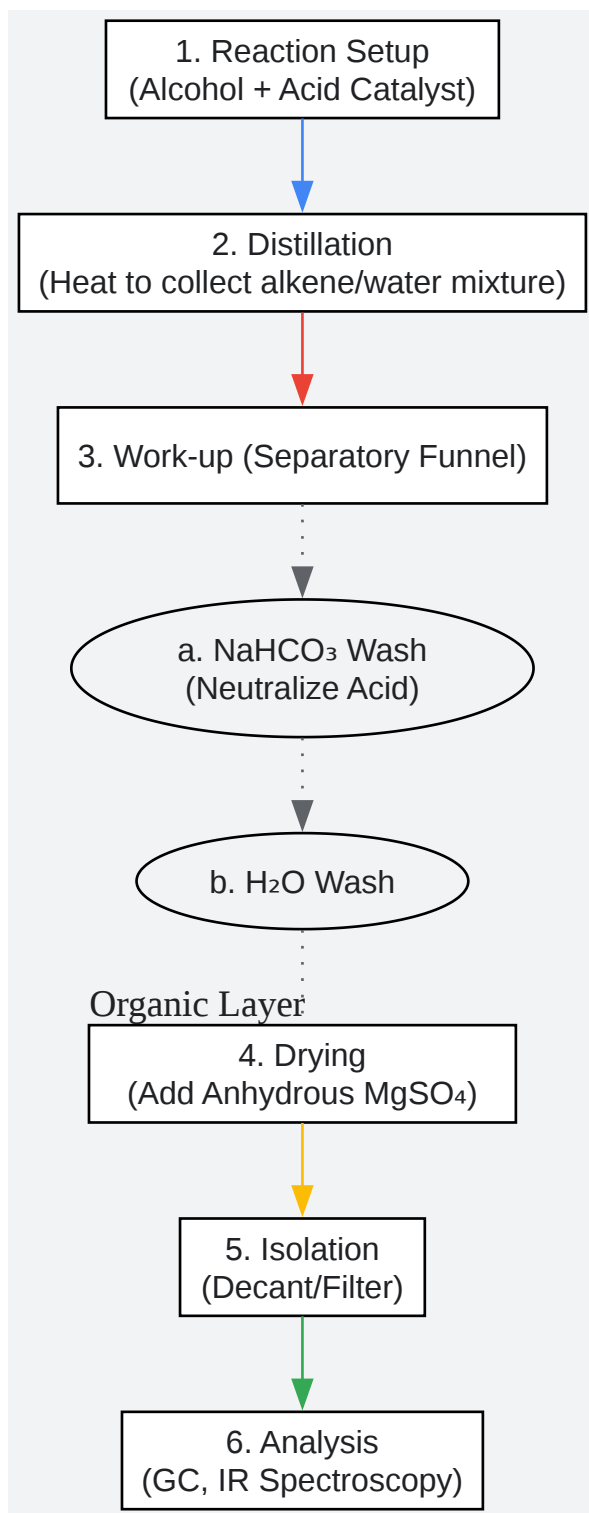 1. Reaction Setup
(Alcohol + Acid Catalyst)
2. Distillation
(Heat to collect alkene/water mixture)
3. Work-up (Separatory Funnel)
a. NaHCO₃ Wash
(Neutralize Acid)
b. H₂O Wash
Organic Layer
4. Drying
(Add Anhydrous MgSO₄)
5. Isolation
(Decant/Filter)
6. Analysis
(GC, IR Spectroscopy)